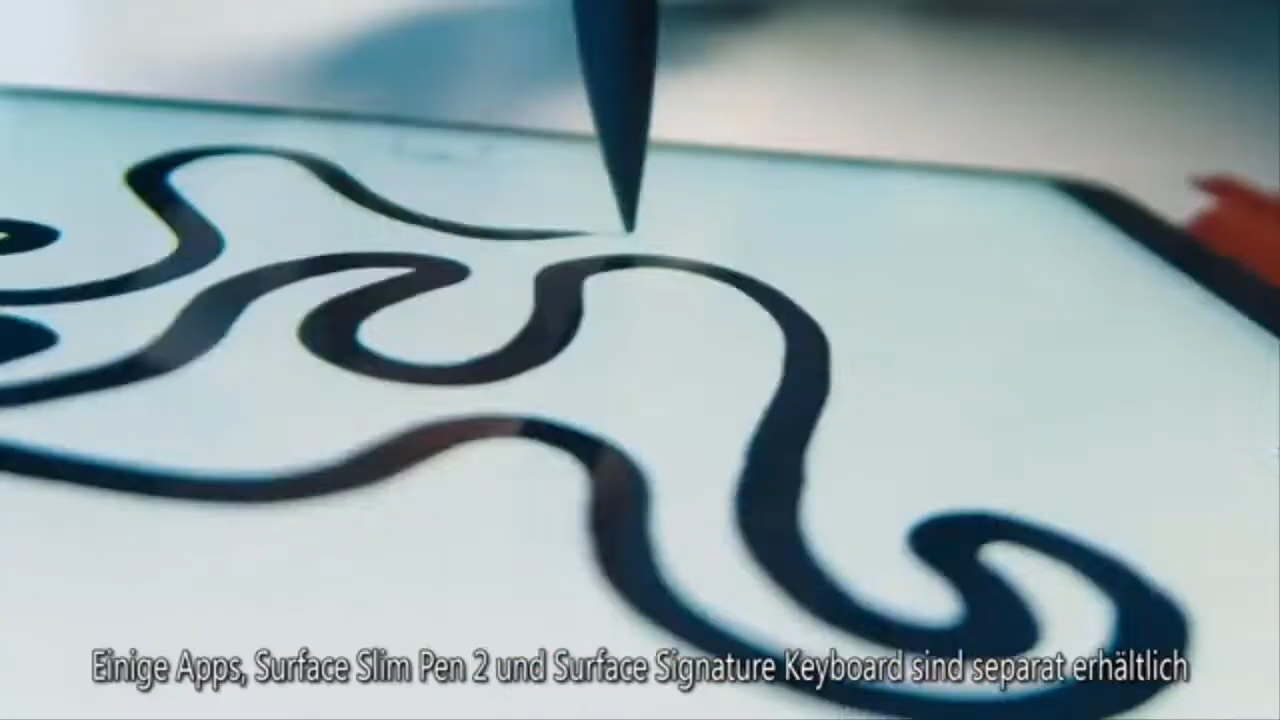 Einige Apps, Surface Slim Pen 2 und Surface Signature Keyboard sind separat erhältlich